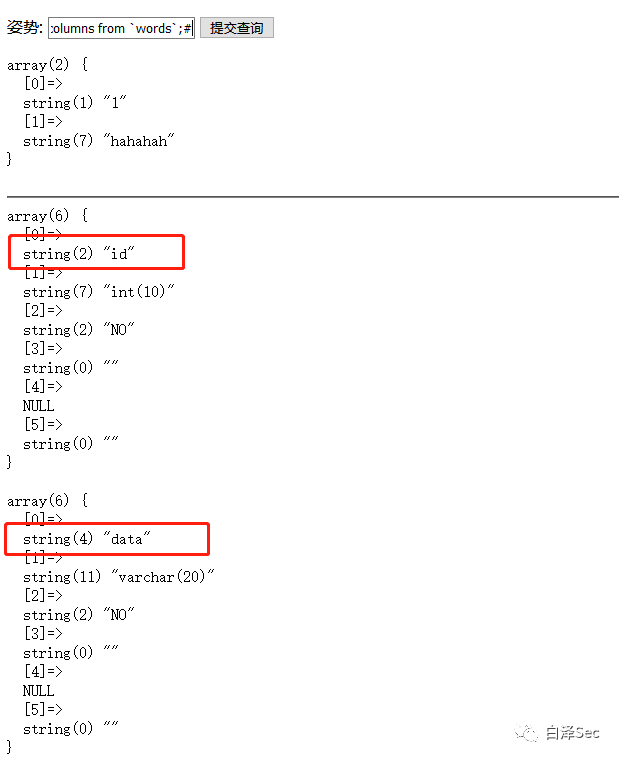 姿势: :olumns from `words`;# 提交查询
array(2) {
[0]=>
string(1) "1"
[1]=>
string(7) "hahahah"
}
array(6) {
[0]=>
string(2) "id"
[1]=>
string(7) "int(10)"
[2]=>
string(2) "NO"
[3]=>
string(0) ""
[4]=>
NULL
[5]=>
string(0) ""
}
array(6) {
[0]=>
string(4) "data"
[1]=>
string(11) "varchar(20)"
[2]=>
string(2) "NO"
[3]=>
string(0) ""
[4]=>
NULL
[5]=>
string(0) ""
}
白泽Sec